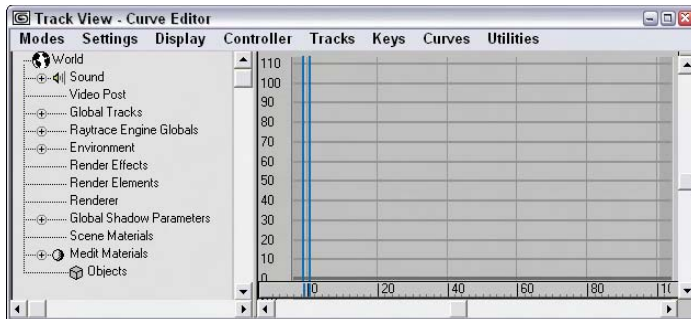 Track View - Curve Editor
Modes Settings Display Controller Tracks Keys Curves Utilities
World
Sound
Video Post
Global Tracks
Raytrace Engine Globals
Environment
Render Effects
Render Elements
Renderer
Global Shadow Parameters
Scene Materials
Medit Materials
Objects
110
100
90
80
70
60
50
40
30
20
10
0
0 20 40 60 80